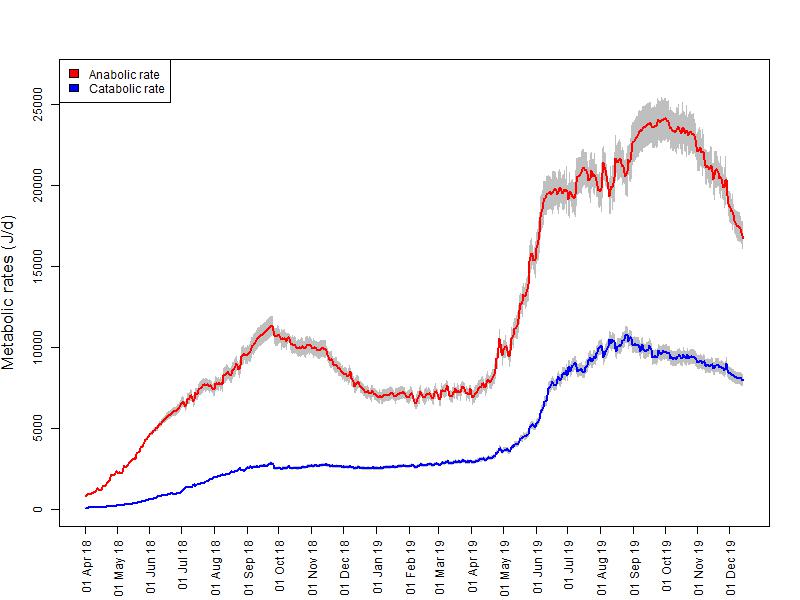 Anabolic rate
Catabolic rate
Metabolic rates (J/d)
25000
20000
15000
10000
5000
0
01 Apr 18
01 May 18
01 Jun 18
01 Jul 18
01 Aug 18
01 Sep 18
01 Oct 18
01 Nov 18
01 Dec 18
01 Jan 19
01 Feb 19
01 Mar 19
01 Apr 19
01 May 19
01 Jun 19
01 Jul 19
01 Aug 19
01 Sep 19
01 Oct 19
01 Nov 19
01 Dec 19